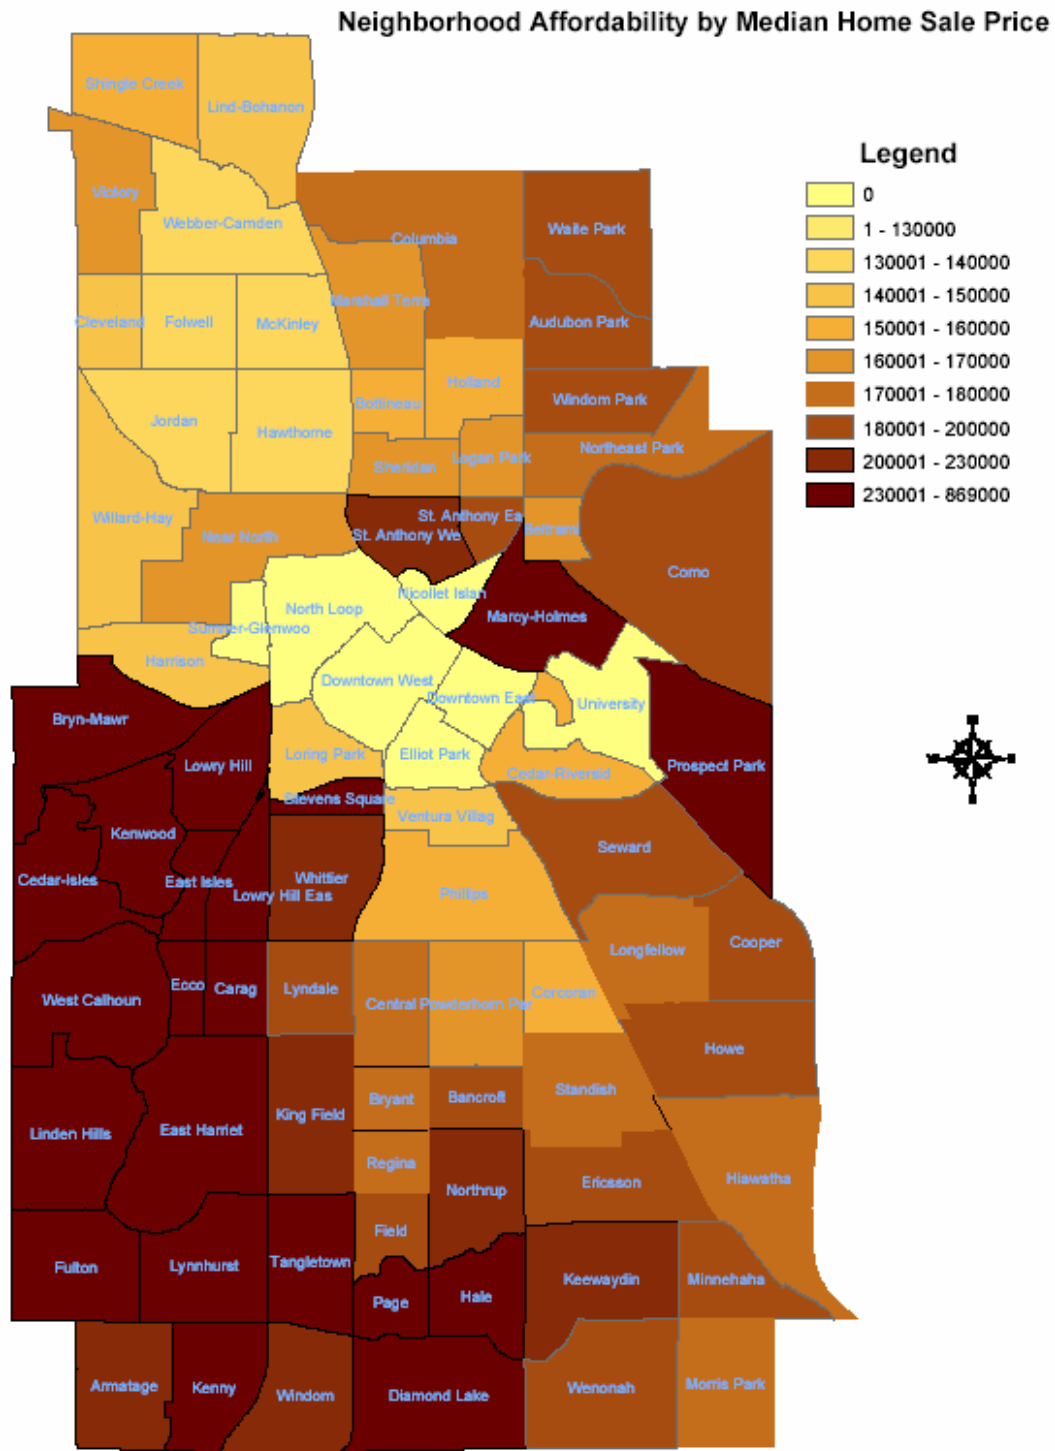 Neighborhood Affordability by Median Home Sale Price
Legend
0
1 - 130000
130001 - 140000
140001 - 150000
150001 - 160000
160001 - 170000
170001 - 180000
180001 - 200000
200001 - 230000
230001 - 869000
Shingle Creek
Lind-Bohanon
Victory
Webber-Camden
Columbia
Waite Park
Marshall Terra
Cleveland
Folwell
McKinley
Audubon Park
Holland
Bottineau
Windom Park
Jordan
Hawthorne
Northeast Park
Sheridan
Logan Park
Willard-Hay
Near North
St. Anthony Ea
St. Anthony We
Beltrami
Como
Nicollet Islan
North Loop
Marcy-Holmes
Sumner-Glenwoo
Harrison
Downtown West
Downtown East
University
Bryn-Mawr
Lowry Hill
Loring Park
Elliot Park
Cedar-Riversid
Prospect Park
Stevens Square
Ventura Villag
Kenwood
Seward
Cedar-Isles
East Isles
Whittier
Lowry Hill Eas
Phillips
Longfellow
Cooper
West Calhoun
Ecco
Carag
Lyndale
Central
Powderhorn Par
Corcoran
Howe
Standish
Bryant
Bancroft
King Field
Linden Hills
East Harriet
Regina
Northrup
Ericsson
Hiawatha
Field
Fulton
Lynnhurst
Tangletown
Keewaydin
Minnehaha
Page
Hale
Armatage
Kenny
Windom
Diamond Lake
Wenonah
Morris Park